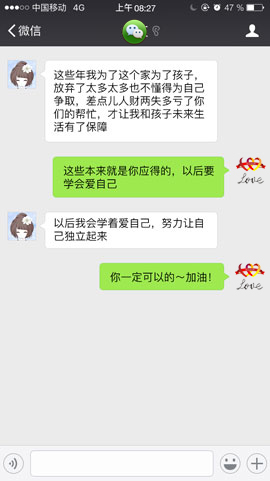 中国移动 4G 上午 08:27 47 %
微信
这些年我为了这个家为了孩子，
放弃了太多太多也不懂得为自己
争取，差点儿人财两失多亏了你
们的帮忙，才让我和孩子未来生
活有了保障
这些本来就是你应得的，以后要
学会爱自己
Love
以后我会学着爱自己，努力让自
己独立起来
你一定可以的～加油！
Love